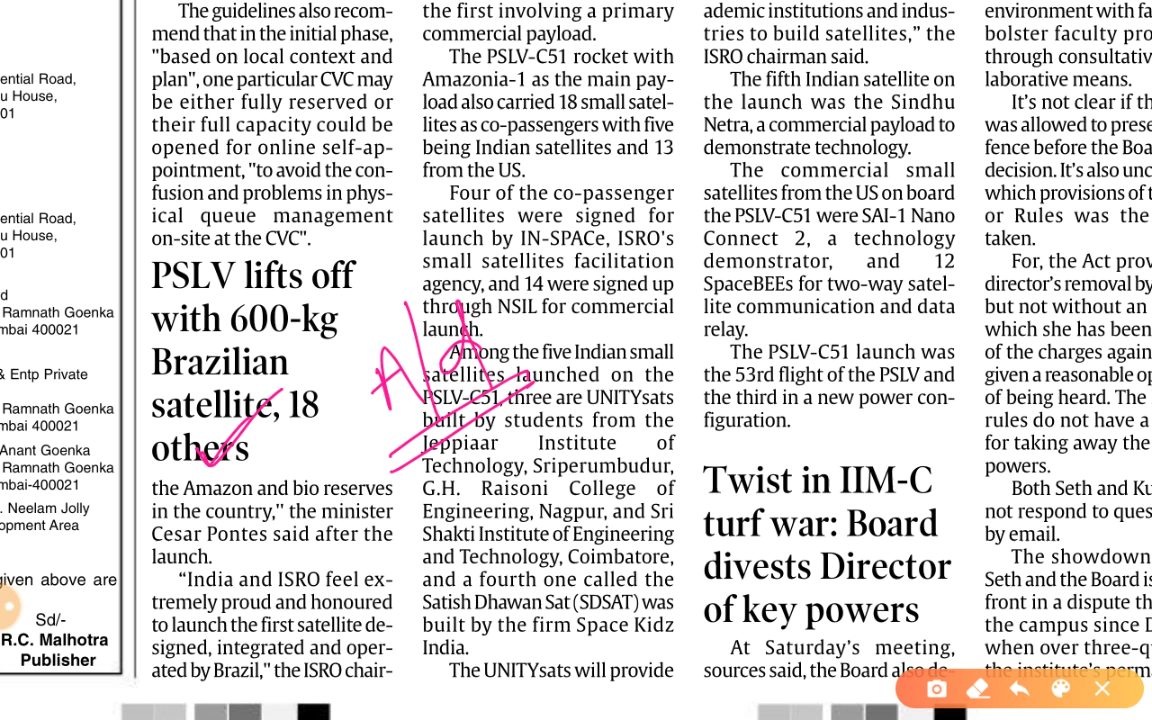 ential Road,
u House,
01
ential Road,
u House,
01
d
Ramnath Goenka
mbai 400021
& Entp Private
Ramnath Goenka
mbai 400021
Anant Goenka
Ramnath Goenka
mbai-400021
. Neelam Jolly
opment Area
given above are
Sd/-
R.C. Malhotra
Publisher
The guidelines also recom-
mend that in the initial phase,
"based on local context and
plan", one particular CVC may
be either fully reserved or
their full capacity could be
opened for online self-ap-
pointment, "to avoid the con-
fusion and problems in phys-
ical queue management
on-site at the CVC".
PSLV lifts off
with 600-kg
Brazilian
satellite, 18
others
the Amazon and bio reserves
in the country," the minister
Cesar Pontes said after the
launch.
“India and ISRO feel ex-
tremely proud and honoured
to launch the first satellite de-
signed, integrated and oper-
ated by Brazil," the ISRO chair-
the first involving a primary
commercial payload.
The PSLV-C51 rocket with
Amazonia-1 as the main pay-
load also carried 18 small satel-
lites as co-passengers with five
being Indian satellites and 13
from the US.
Four of the co-passenger
satellites were signed for
launch by IN-SPACe, ISRO's
small satellites facilitation
agency, and 14 were signed up
through NSIL for commercial
launch.
Among the five Indian small
satellites launched on the
PSLV-C51, three are UNITYsats
built by students from the
Jeppiaar Institute of
Technology, Sriperumbudur,
G.H. Raisoni College of
Engineering, Nagpur, and Sri
Shakti Institute of Engineering
and Technology, Coimbatore,
and a fourth one called the
Satish Dhawan Sat (SDSAT) was
built by the firm Space Kidz
India.
The UNITYsats will provide
ademic institutions and indus-
tries to build satellites,” the
ISRO chairman said.
The fifth Indian satellite on
the launch was the Sindhu
Netra, a commercial payload to
demonstrate technology.
The commercial small
satellites from the US on board
the PSLV-C51 were SAI-1 Nano
Connect 2, a technology
demonstrator, and 12
SpaceBEEs for two-way satel-
lite communication and data
relay.
The PSLV-C51 launch was
the 53rd flight of the PSLV and
the third in a new power con-
figuration.
Twist in IIM-C
turf war: Board
divests Director
of key powers
At Saturday’s meeting,
sources said, the Board also de-
environment with fa
bolster faculty pro
through consultativ
laborative means.
It’s not clear if th
was allowed to prese
fence before the Boa
decision. It’s also unc
which provisions of t
or Rules was the
taken.
For, the Act prov
director’s removal by
but not without an
which she has been
of the charges again
given a reasonable op
of being heard. The
rules do not have a
for taking away the
powers.
Both Seth and Ku
not respond to ques
by email.
The showdown
Seth and the Board is
front in a dispute th
the campus since D
when over three-qu
the institute’s perm